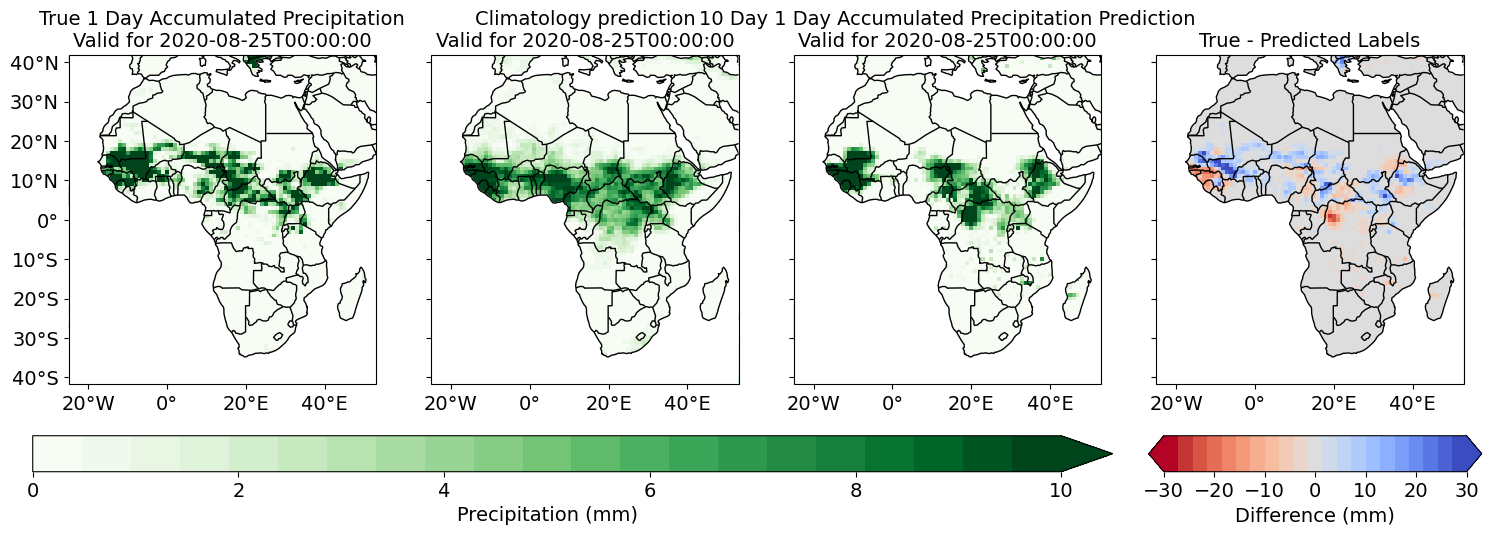 True 1 Day Accumulated Precipitation
Valid for 2020-08-25T00:00:00
Climatology prediction
Valid for 2020-08-25T00:00:00
10 Day 1 Day Accumulated Precipitation Prediction
Valid for 2020-08-25T00:00:00
True - Predicted Labels
40°N
30°N
20°N
10°N
0°
10°S
20°S
30°S
40°S
20°W 0° 20°E 40°E
20°W 0° 20°E 40°E
20°W 0° 20°E 40°E
20°W 0° 20°E 40°E
0 2 4 6 8 10
Precipitation (mm)
−30 −20 −10 0 10 20 30
Difference (mm)